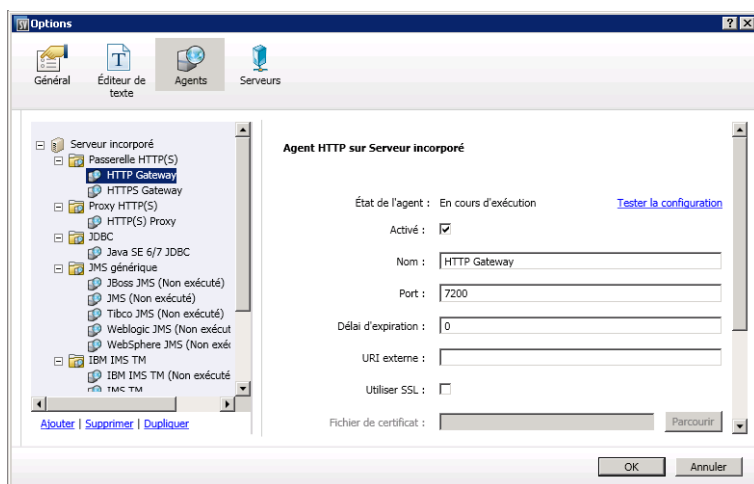 SV Options
Général
Éditeur de texte
Agents
Serveurs
Serveur incorporé
Passerelle HTTP(S)
HTTP Gateway
HTTPS Gateway
Proxy HTTP(S)
HTTP(S) Proxy
JDBC
Java SE 6/7 JDBC
JMS générique
JBoss JMS (Non exécuté)
JMS (Non exécuté)
Tibco JMS (Non exécuté)
Weblogic JMS (Non exécut
WebSphere JMS (Non exé
IBM IMS TM
IBM IMS TM (Non exécuté
IMS TM
Ajouter | Supprimer | Dupliquer
Agent HTTP sur Serveur incorporé
État de l'agent : En cours d'exécution Tester la configuration
Activé :
Nom : HTTP Gateway
Port : 7200
Délai d'expiration : 0
URI externe :
Utiliser SSL :
Fichier de certificat : Parcourir
OK Annuler